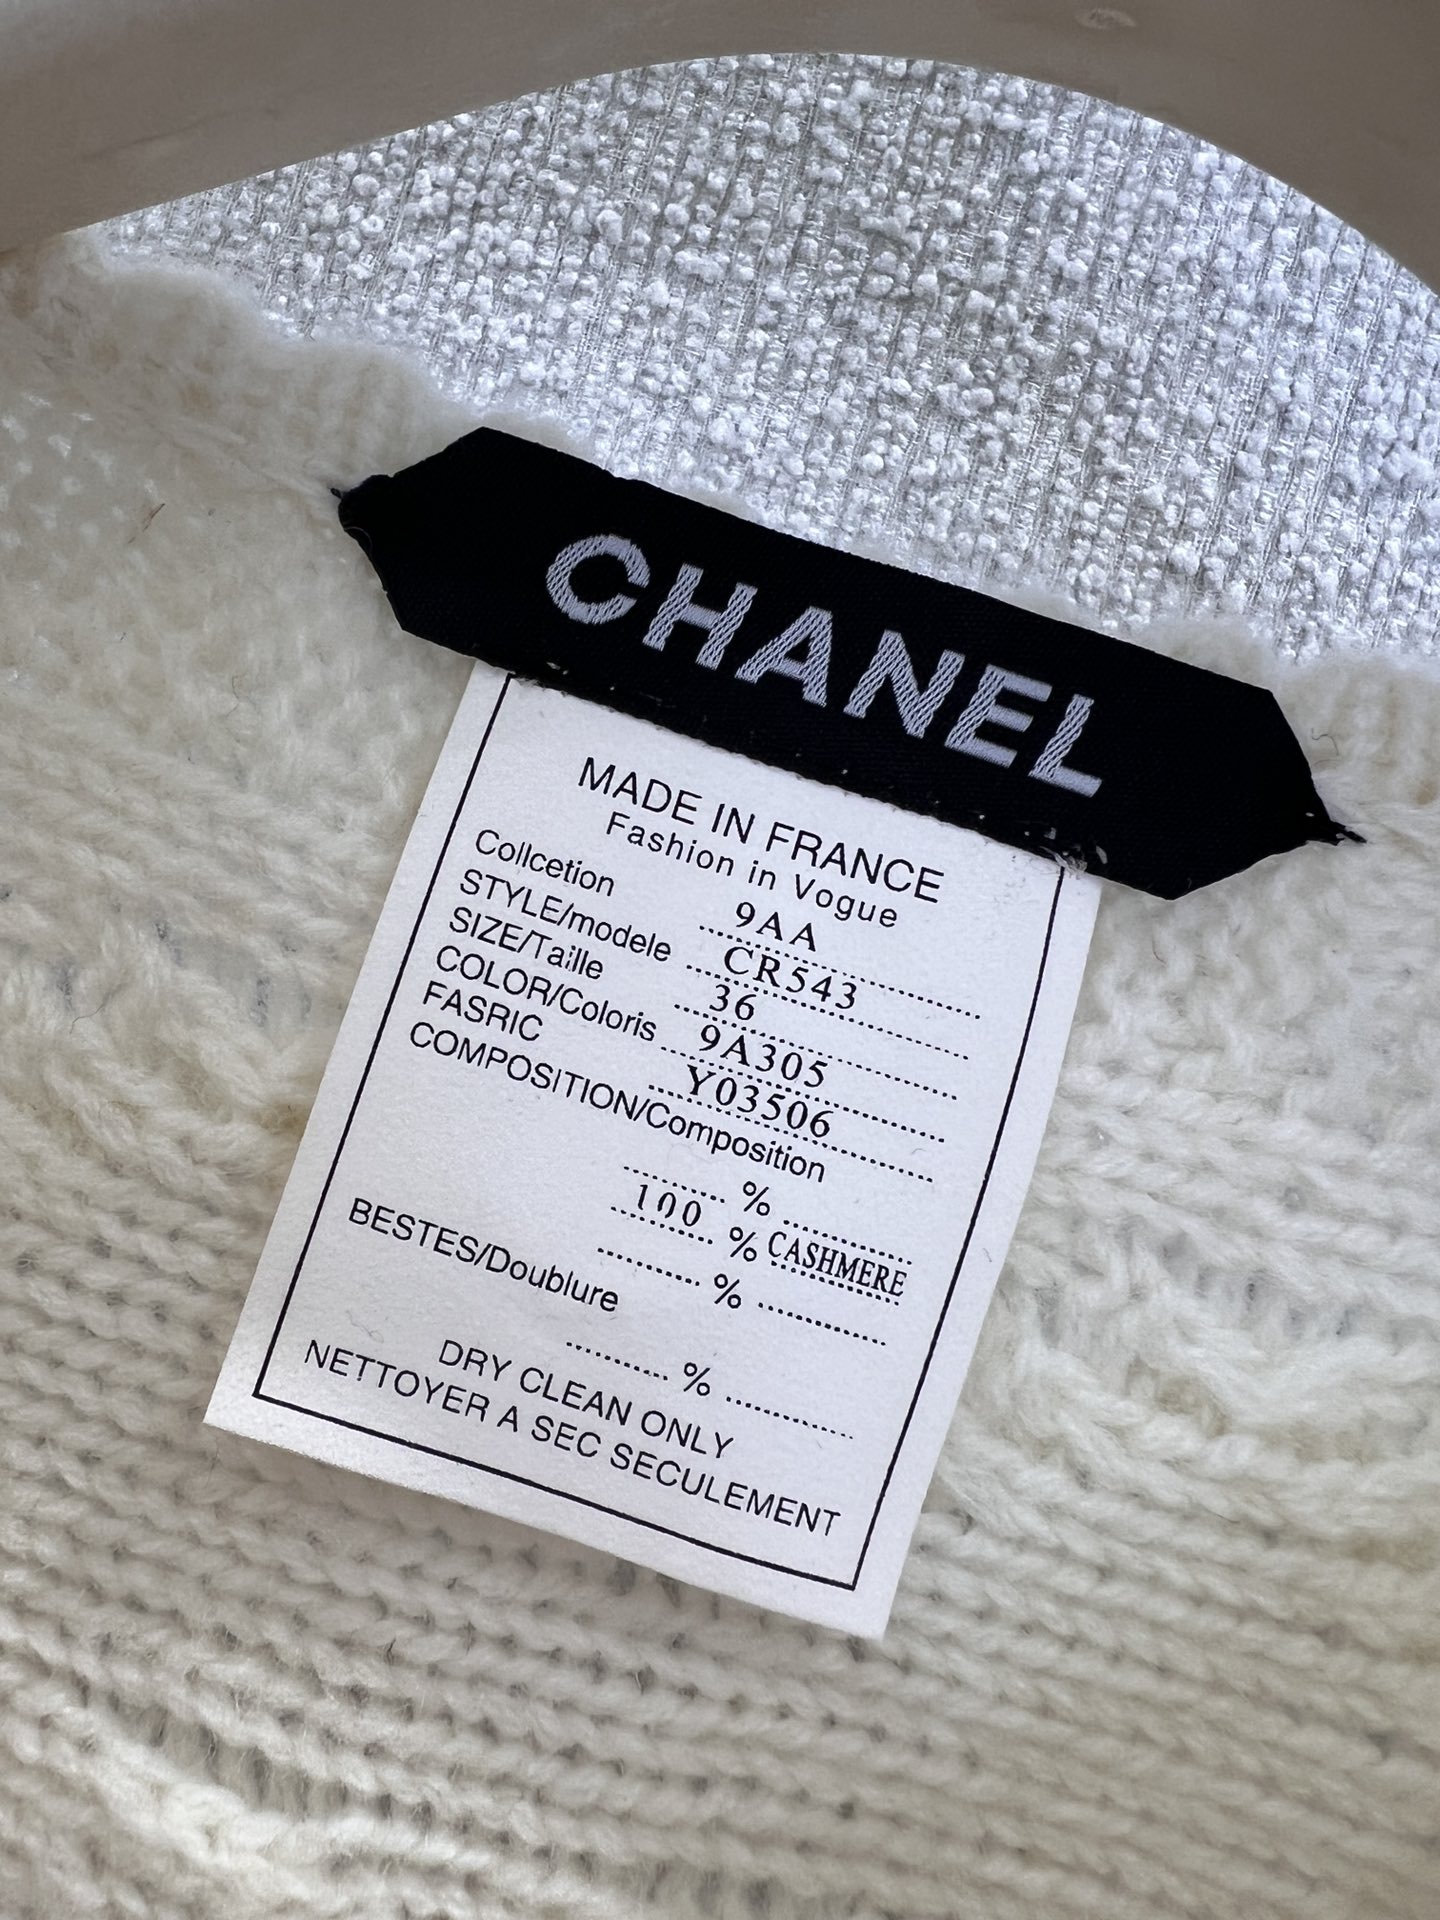 CHANEL
MADE IN FRANCE
Fashion in Vogue
Collcetion 9AA
STYLE/modele CR543
SIZE/Taille 36
COLOR/Coloris 9A305
FASRIC Y03506
COMPOSITION/Composition
.......... % .............
100 % CASHMERE
.......... % .............
BESTES/Doublure
.......... % .............
DRY CLEAN ONLY
NETTOYER A SEC SECULEMENT